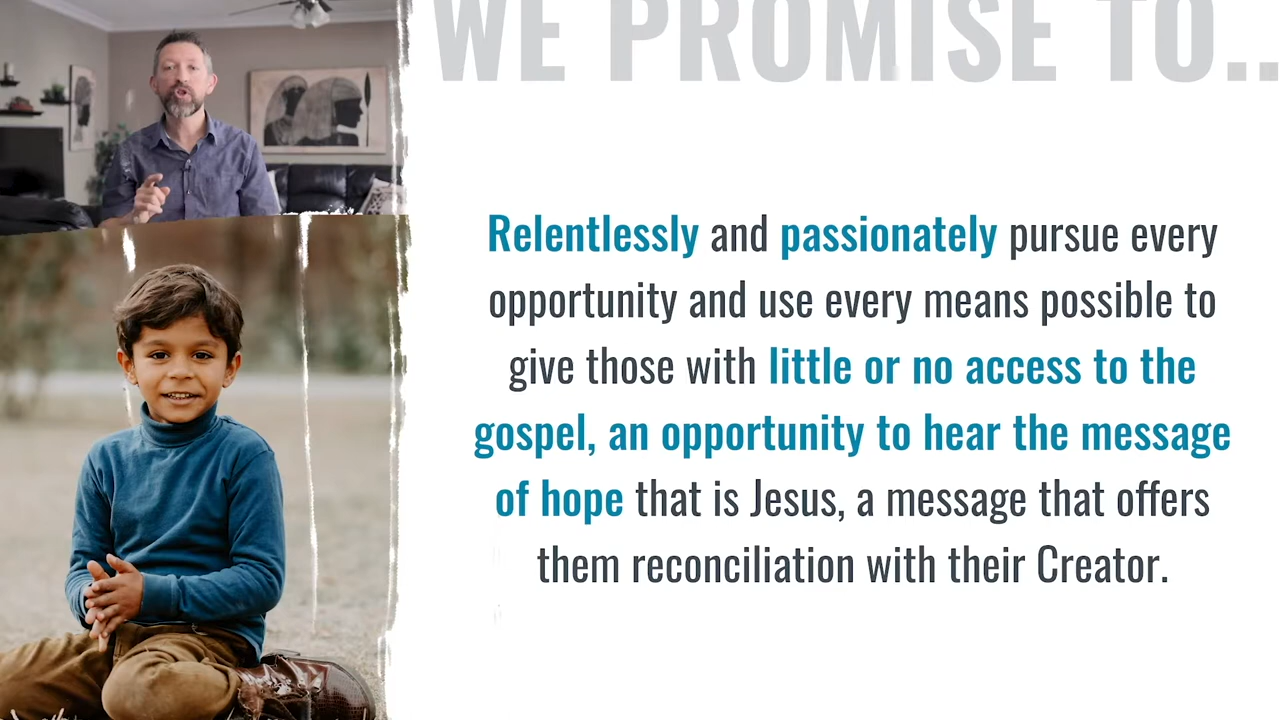 WE PROMISE TO..
Relentlessly and passionately pursue every
opportunity and use every means possible to
give those with little or no access to the
gospel, an opportunity to hear the message
of hope that is Jesus, a message that offers
them reconciliation with their Creator.